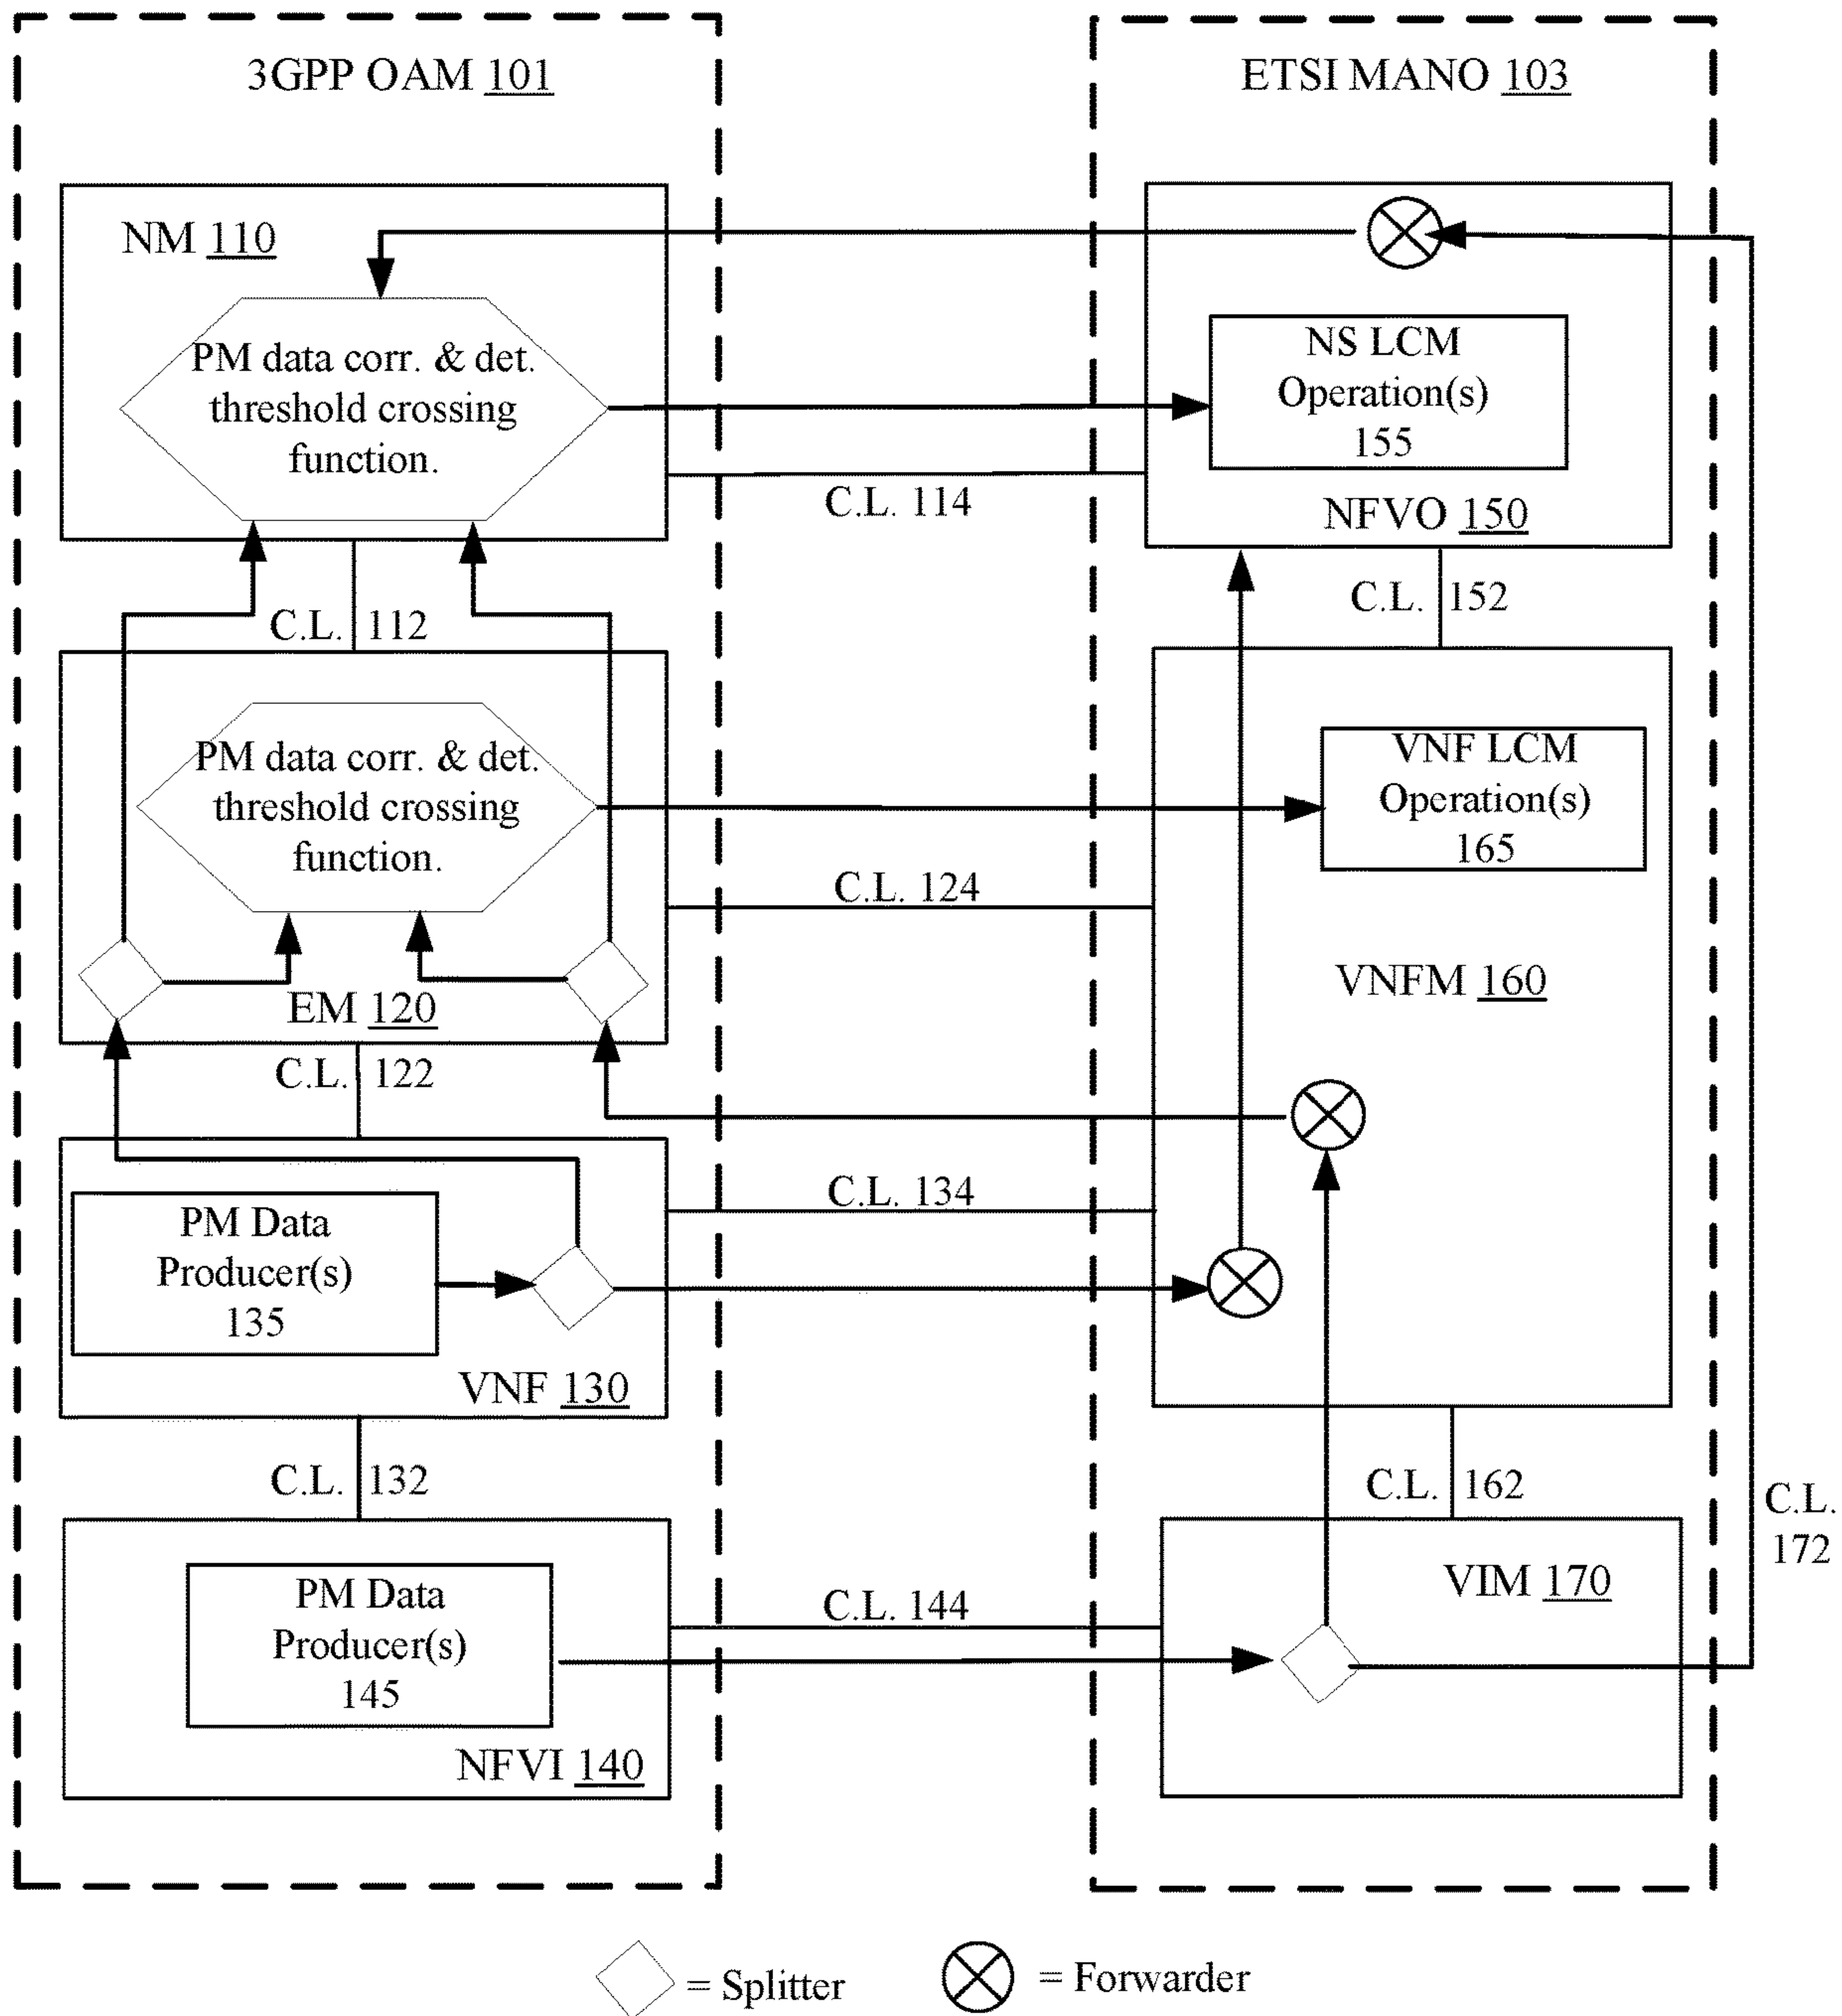 3GPP OAM 101
ETSI MANO 103
NM 110
PM data corr. & det.
threshold crossing
function.
NS LCM
Operation(s)
155
C.L. 114
NFVO 150
C.L. 112
C.L. 152
PM data corr. & det.
threshold crossing
function.
VNF LCM
Operation(s)
165
C.L. 124
EM 120
VNFM 160
C.L. 122
C.L. 134
PM Data
Producer(s)
135
VNF 130
C.L. 132
C.L. 162
C.L.
172
PM Data
Producer(s)
145
C.L. 144
VIM 170
NFVI 140
= Splitter
= Forwarder